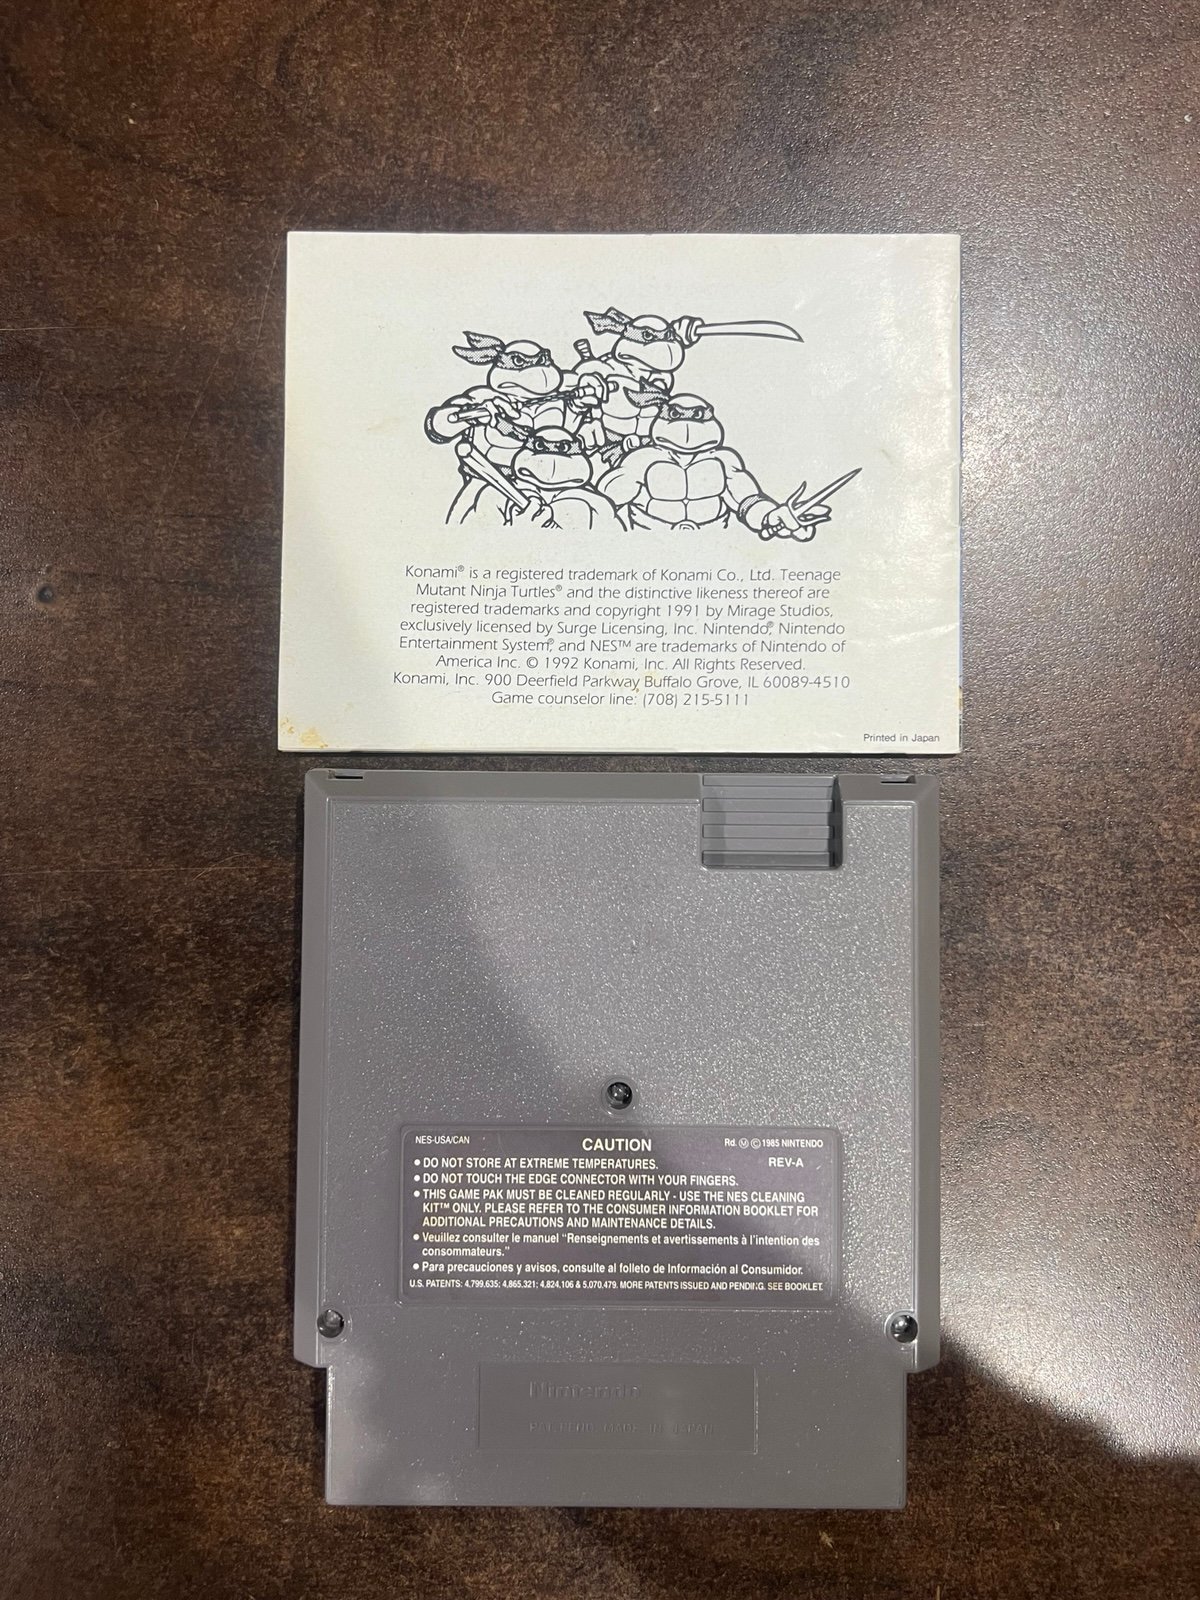 Konami® is a registered trademark of Konami Co., Ltd. Teenage
Mutant Ninja Turtles® and the distinctive likeness thereof are
registered trademarks and copyright 1991 by Mirage Studios,
exclusively licensed by Surge Licensing, Inc. Nintendo®, Nintendo
Entertainment System®, and NES™ are trademarks of Nintendo of
America Inc. © 1992 Konami, Inc. All Rights Reserved.
Konami, Inc. 900 Deerfield Parkway, Buffalo Grove, IL 60089-4510
Game counselor line: (708) 215-5111
Printed in Japan
NES-USA/CAN
CAUTION
Rd. Ⓜ © 1985 NINTENDO
REV-A
● DO NOT STORE AT EXTREME TEMPERATURES.
● DO NOT TOUCH THE EDGE CONNECTOR WITH YOUR FINGERS.
● THIS GAME PAK MUST BE CLEANED REGULARLY - USE THE NES CLEANING
KIT™ ONLY. PLEASE REFER TO THE CONSUMER INFORMATION BOOKLET FOR
ADDITIONAL PRECAUTIONS AND MAINTENANCE DETAILS.
● Veuillez consulter le manuel "Renseignements et avertissements à l'intention des
consommateurs."
● Para precauciones y avisos, consulte al folleto de Información al Consumidor.
U.S. PATENTS: 4,799,635; 4,865,321; 4,824,106 & 5,070,479. MORE PATENTS ISSUED AND PENDING. SEE BOOKLET.
Nintendo
PAT. PEND. MADE IN JAPAN